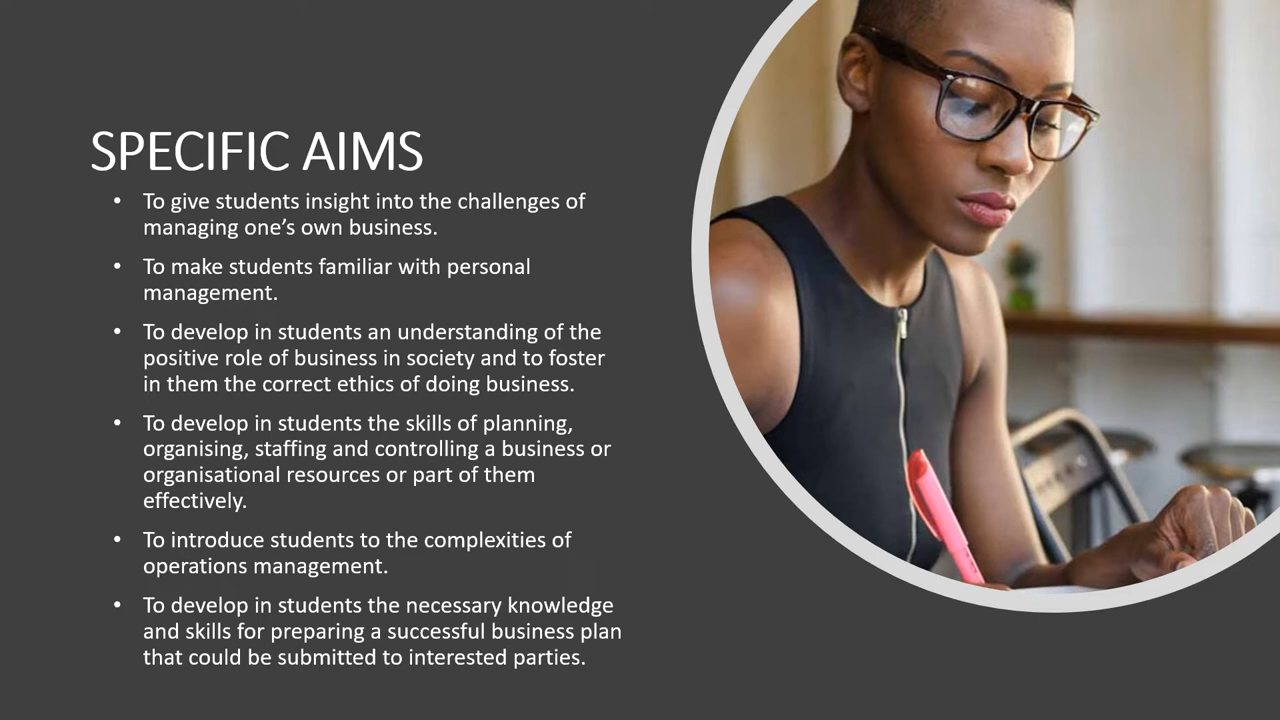 SPECIFIC AIMS
• To give students insight into the challenges of
managing one’s own business.
• To make students familiar with personal
management.
• To develop in students an understanding of the
positive role of business in society and to foster
in them the correct ethics of doing business.
• To develop in students the skills of planning,
organising, staffing and controlling a business or
organisational resources or part of them
effectively.
• To introduce students to the complexities of
operations management.
• To develop in students the necessary knowledge
and skills for preparing a successful business plan
that could be submitted to interested parties.